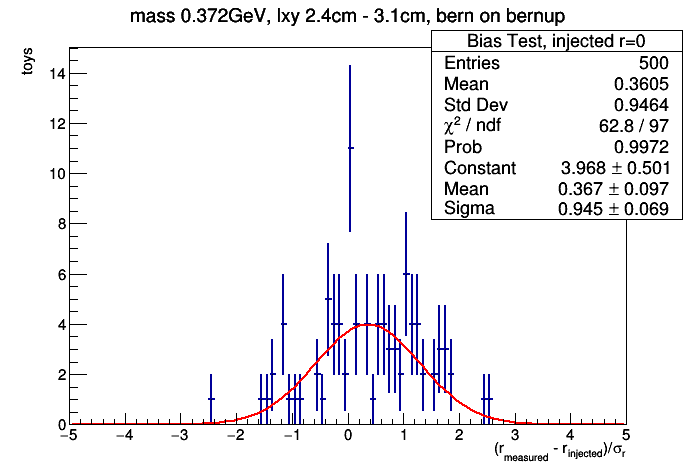 mass 0.372GeV, lxy 2.4cm - 3.1cm, bern on bernup
Bias Test, injected r=0
Entries 500
Mean 0.3605
Std Dev 0.9464
χ² / ndf 62.8 / 97
Prob 0.9972
Constant 3.968 ± 0.501
Mean 0.367 ± 0.097
Sigma 0.945 ± 0.069
toys
14
12
10
8
6
4
2
0
−5 −4 −3 −2 −1 0 1 2 3 4 5
(r_measured - r_injected)/σ_r